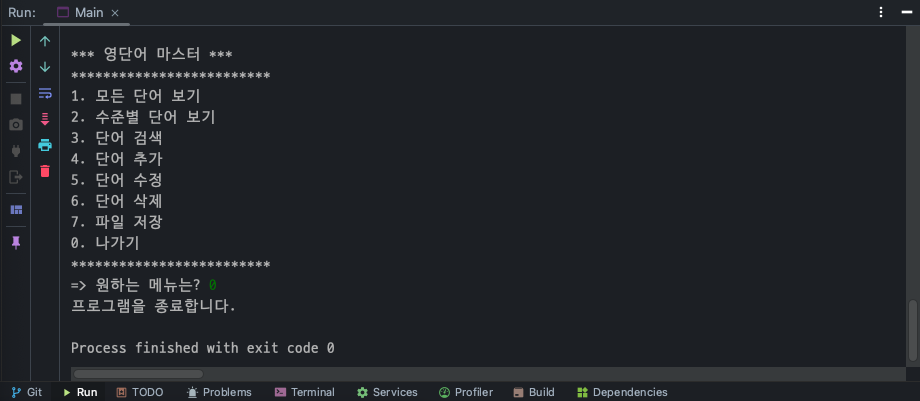 Run: Main ×
*** 영단어 마스터 ***
*************************
1. 모든 단어 보기
2. 수준별 단어 보기
3. 단어 검색
4. 단어 추가
5. 단어 수정
6. 단어 삭제
7. 파일 저장
0. 나가기
*************************
=> 원하는 메뉴는? 0
프로그램을 종료합니다.
Process finished with exit code 0
Git Run TODO Problems Terminal Services Profiler Build Dependencies